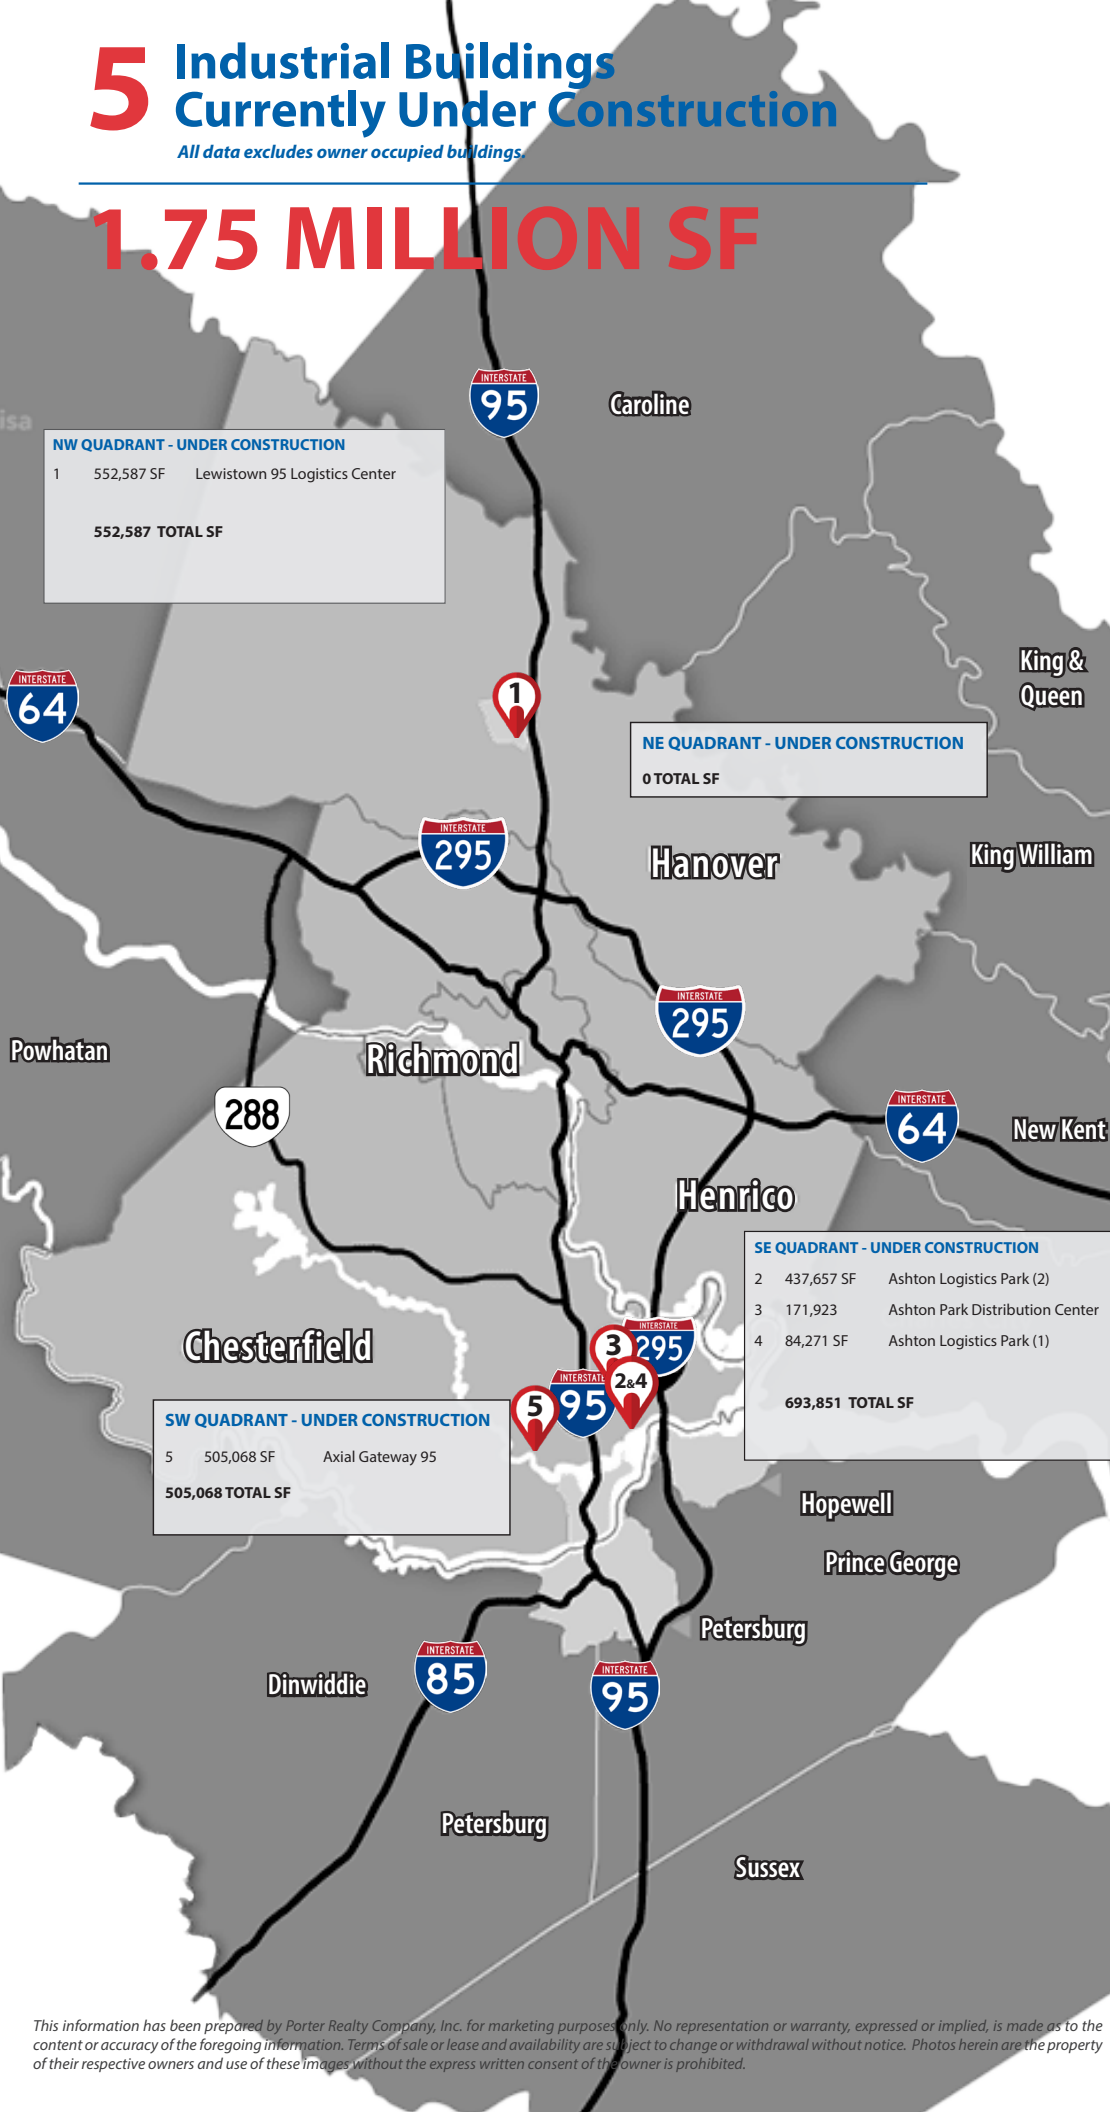 5 Industrial Buildings
Currently Under Construction
All data excludes owner occupied buildings.
1.75 MILLION SF
INTERSTATE
95
Caroline
isa
NW QUADRANT - UNDER CONSTRUCTION
1 552,587 SF Lewistown 95 Logistics Center
552,587 TOTAL SF
King &
Queen
INTERSTATE
64
1
NE QUADRANT - UNDER CONSTRUCTION
0 TOTAL SF
INTERSTATE
295
Hanover
King William
INTERSTATE
295
Powhatan
Richmond
288
INTERSTATE
64
New Kent
Henrico
SE QUADRANT - UNDER CONSTRUCTION
2 437,657 SF Ashton Logistics Park (2)
3 171,923 Ashton Park Distribution Center
4 84,271 SF Ashton Logistics Park (1)
693,851 TOTAL SF
Chesterfield
3
INTERSTATE
295
2&4
INTERSTATE
95
5
SW QUADRANT - UNDER CONSTRUCTION
5 505,068 SF Axial Gateway 95
505,068 TOTAL SF
Hopewell
Prince George
Petersburg
INTERSTATE
85
Dinwiddie
INTERSTATE
95
Petersburg
Sussex
This information has been prepared by Porter Realty Company, Inc. for marketing purposes only. No representation or warranty, expressed or implied, is made as to the
content or accuracy of the foregoing information. Terms of sale or lease and availability are subject to change or withdrawal without notice. Photos herein are the property
of their respective owners and use of these images without the express written consent of the owner is prohibited.